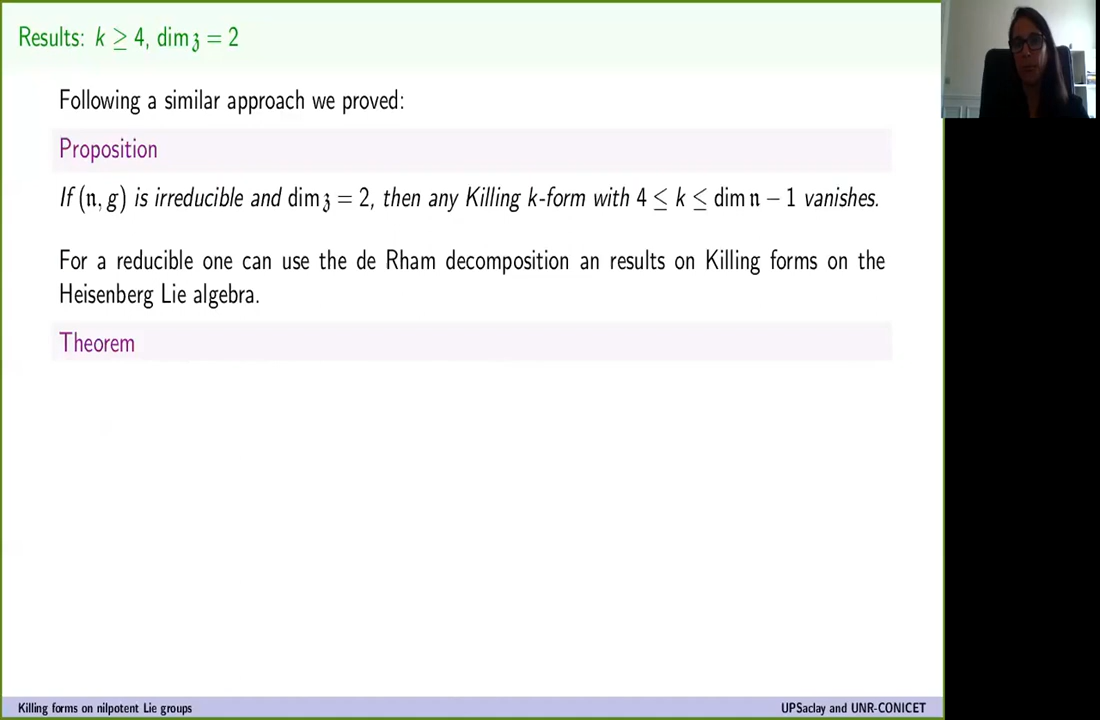 Results: k ≥ 4, dim 𝔷 = 2
Following a similar approach we proved:
Proposition
If (𝔫, g) is irreducible and dim 𝔷 = 2, then any Killing k-form with 4 ≤ k ≤ dim 𝔫 − 1 vanishes.
For a reducible one can use the de Rham decomposition an results on Killing forms on the
Heisenberg Lie algebra.
Theorem
Killing forms on nilpotent Lie groups
UPSaclay and UNR-CONICET